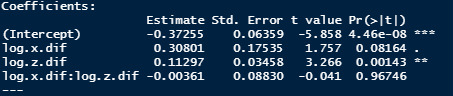 Coefficients:
Estimate Std. Error t value Pr(>|t|)
(Intercept) -0.37255 0.06359 -5.858 4.46e-08 ***
log.x.dif 0.30801 0.17535 1.757 0.08164 .
log.z.dif 0.11297 0.03458 3.266 0.00143 **
log.x.dif:log.z.dif -0.00361 0.08830 -0.041 0.96746
---